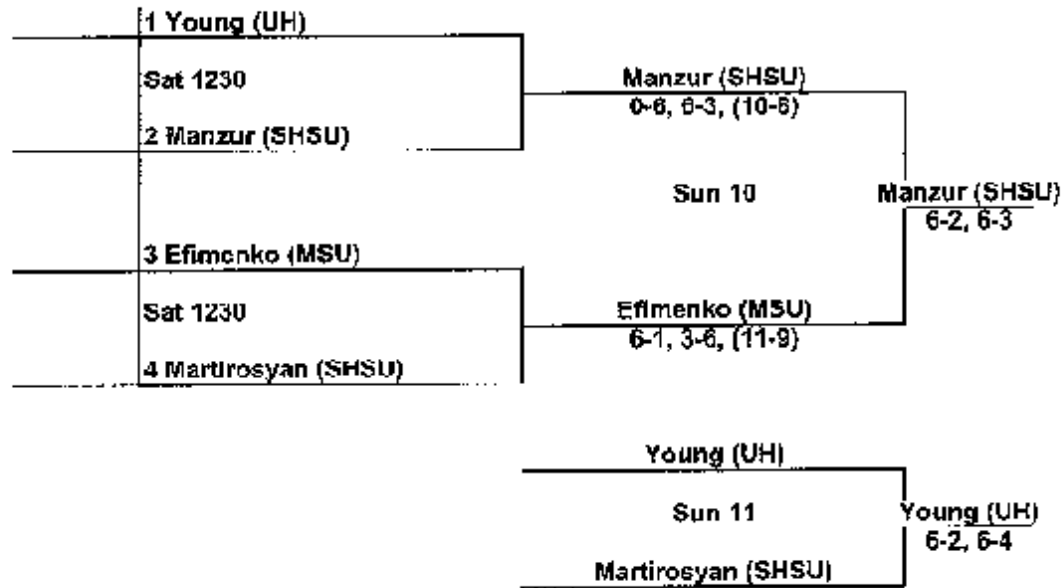 1 Young (UH)
Sat 1230
2 Manzur (SHSU)
Manzur (SHSU)
0-6, 6-3, (10-6)
Sun 10
Manzur (SHSU)
6-2, 6-3
3 Efimenko (MSU)
Sat 1230
4 Martirosyan (SHSU)
Efimenko (MSU)
6-1, 3-6, (11-9)
Young (UH)
Sun 11
Martirosyan (SHSU)
Young (UH)
6-2, 6-4